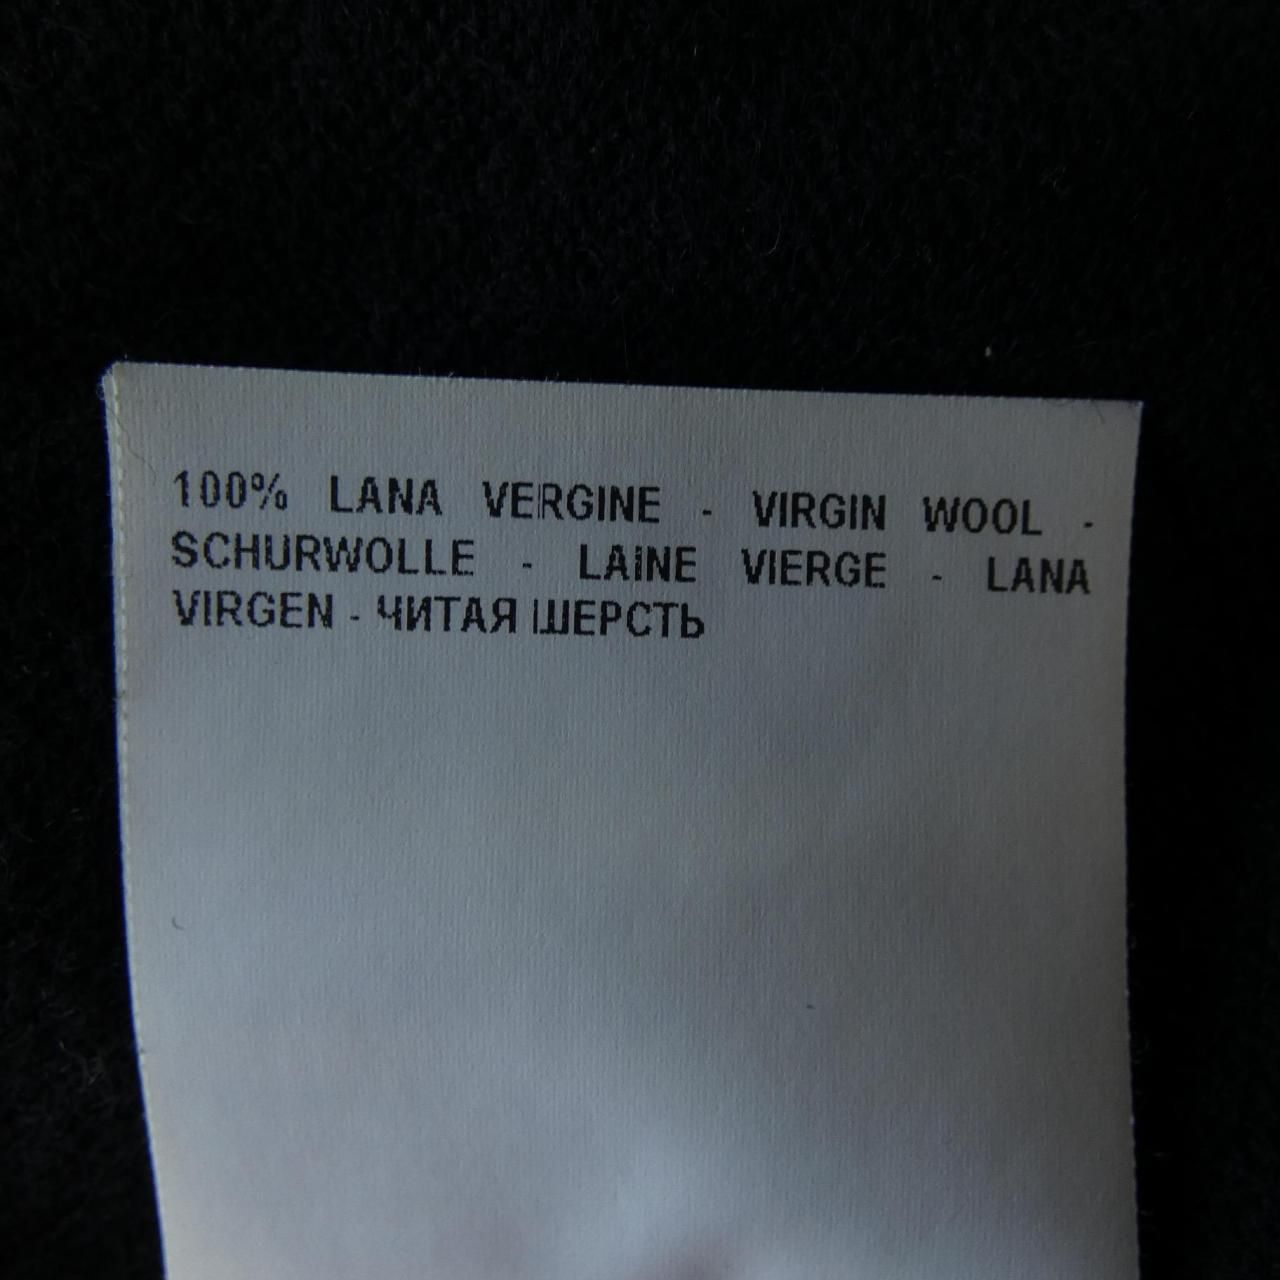 100% LANA VERGINE - VIRGIN WOOL -
SCHURWOLLE - LAINE VIERGE - LANA
VIRGEN - ЧИТАЯ ШЕРСТЬ